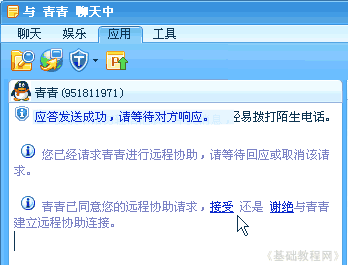 与 青青 聊天中
聊天 娱乐 应用 工具
青青(951811971)
应答发送成功，请等待对方响应。 易拨打陌生电话。
您已经请求青青进行远程协助，请等待回应或取消该请
求。
青青已同意您的远程协助请求，接受 还是 谢绝与青青
建立远程协助连接。
《基础教程网》